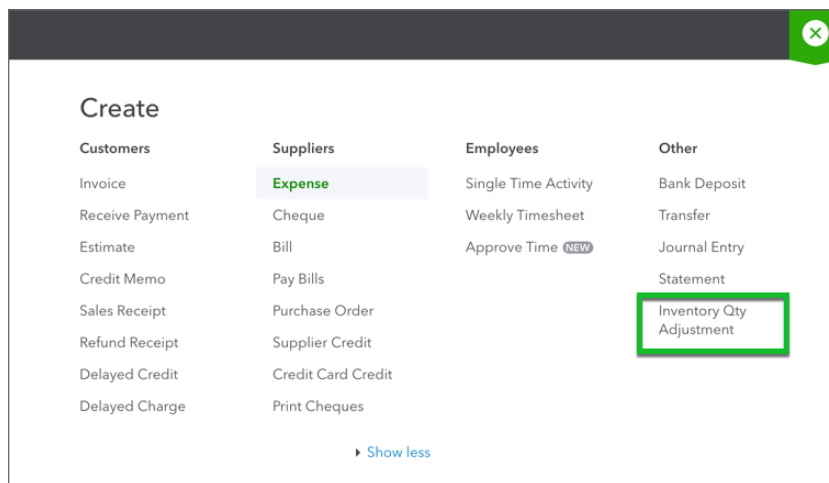 Create
Customers
Invoice
Receive Payment
Estimate
Credit Memo
Sales Receipt
Refund Receipt
Delayed Credit
Delayed Charge
Suppliers
Expense
Cheque
Bill
Pay Bills
Purchase Order
Supplier Credit
Credit Card Credit
Print Cheques
Employees
Single Time Activity
Weekly Timesheet
Approve Time NEW
Other
Bank Deposit
Transfer
Journal Entry
Statement
Inventory Qty
Adjustment
Show less